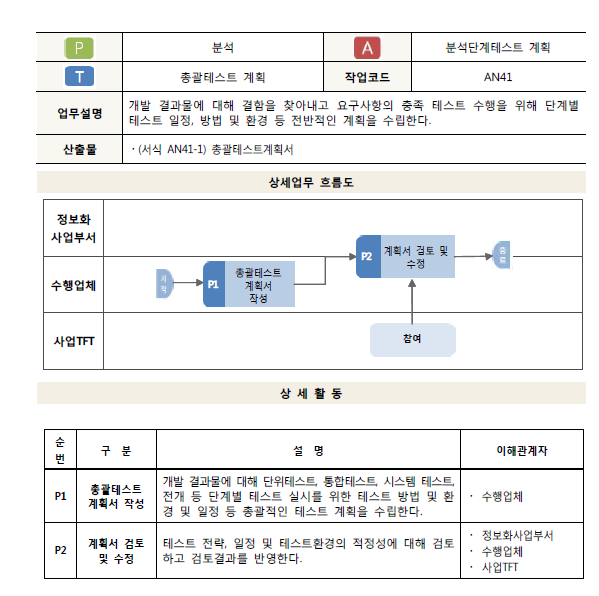 P 분석 A 분석단계테스트 계획
T 총괄테스트 계획 작업코드 AN41
업무설명
개발 결과물에 대해 결함을 찾아내고 요구사항의 충족 테스트 수행을 위해 단계별
테스트 일정, 방법 및 환경 등 전반적인 계획을 수립한다.
산출물 · (서식 AN41-1) 총괄테스트계획서
상세업무 흐름도
정보화
사업부서
수행업체
사업TFT
시작
P1
총괄테스트
계획서
작성
P2
계획서 검토 및
수정
종료
참여
상 세 활 동
순
번
구 분
설 명
이해관계자
P1
총괄테스트
계획서 작성
개발 결과물에 대해 단위테스트, 통합테스트, 시스템 테스트,
전개 등 단계별 테스트 실시를 위한 테스트 방법 및 환
경 및 일정 등 총괄적인 테스트 계획을 수립한다.
· 수행업체
P2
계획서 검토
및 수정
테스트 전략, 일정 및 테스트환경의 적정성에 대해 검토
하고 검토결과를 반영한다.
· 정보화사업부서
· 수행업체
· 사업TFT